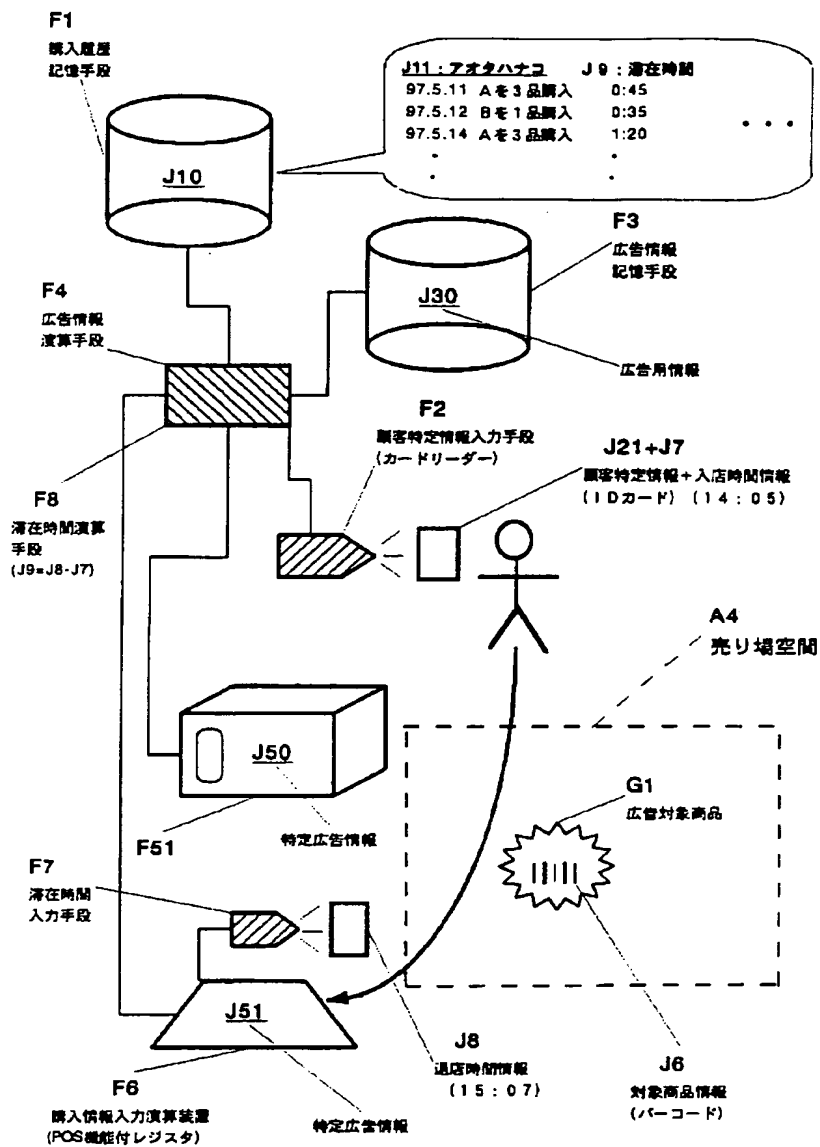 F1
購入履歴
記憶手段
J11：アオタハナコ J9：滞在時間
97.5.11 Aを3品購入 0:45
97.5.12 Bを1品購入 0:35
97.5.14 Aを3品購入 1:20
・・・
J10
F3
広告情報
記憶手段
J30
広告用情報
F4
広告情報
演算手段
F2
顧客特定情報入力手段
(カードリーダー)
J21+J7
顧客特定情報＋入店時間情報
(IDカード) (14：05)
F8
滞在時間演算
手段
(J9=J8-J7)
A4
売り場空間
J50
F51
特定広告情報
G1
広告対象商品
F7
滞在時間
入力手段
J51
J8
退店時間情報
(15：07)
J6
対象商品情報
(バーコード)
F6
購入情報入力演算装置
(POS機能付レジスタ)
特定広告情報